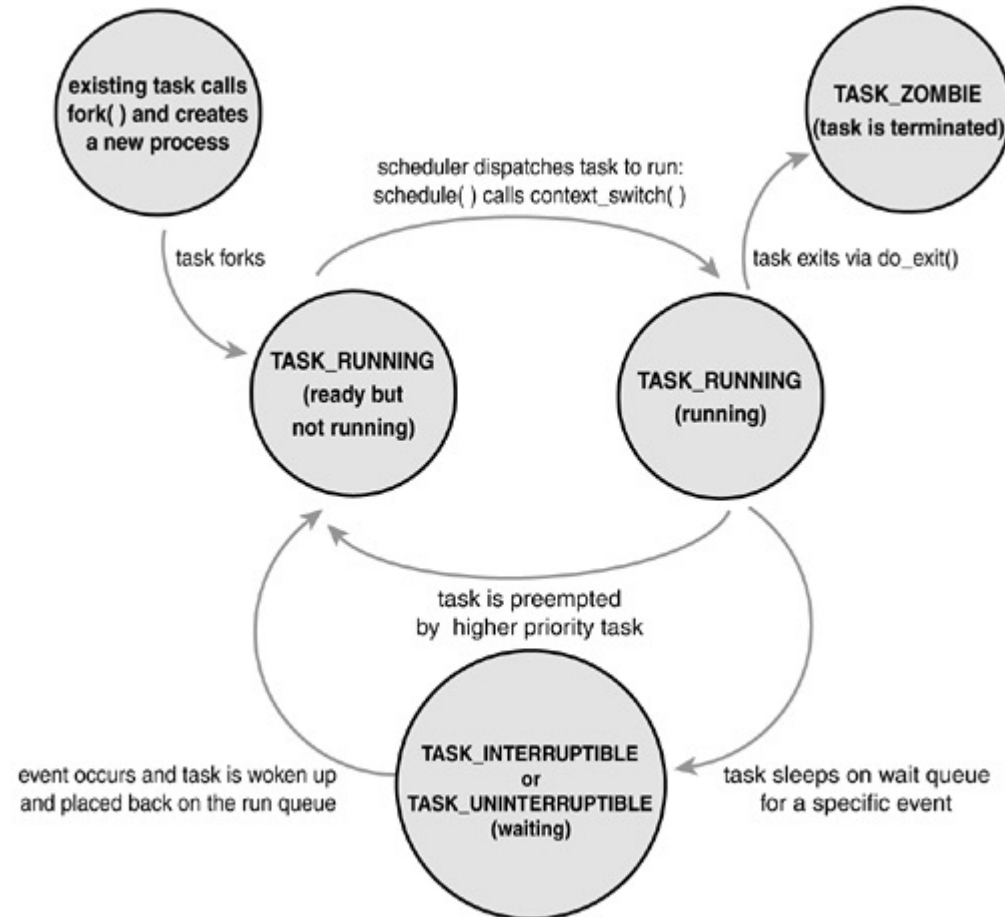 existing task calls
fork( ) and creates
a new process
TASK_ZOMBIE
(task is terminated)
scheduler dispatches task to run:
schedule( ) calls context_switch( )
task forks
task exits via do_exit()
TASK_RUNNING
(ready but
not running)
TASK_RUNNING
(running)
task is preempted
by higher priority task
event occurs and task is woken up
and placed back on the run queue
TASK_INTERRUPTIBLE
or
TASK_UNINTERRUPTIBLE
(waiting)
task sleeps on wait queue
for a specific event